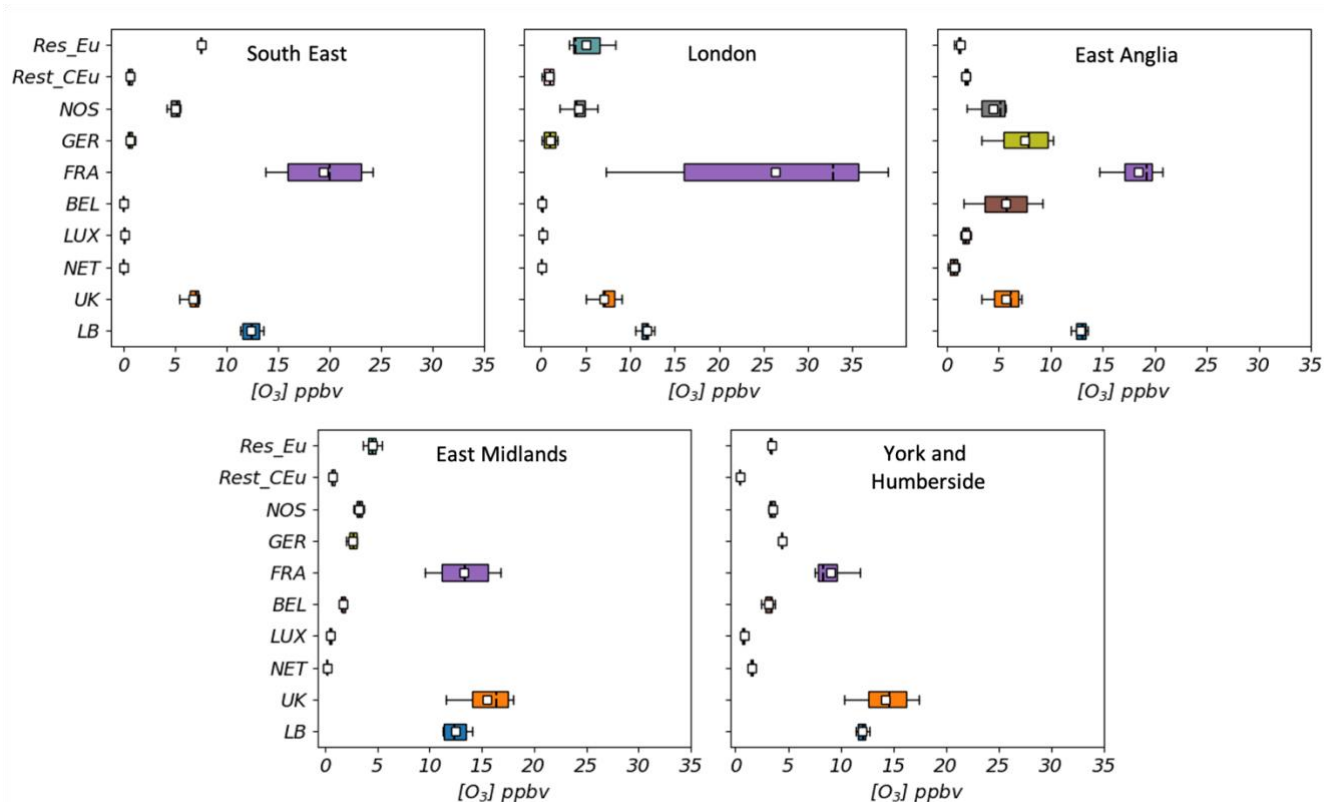 South East
London
East Anglia
Res_Eu
Rest_CEu
NOS
GER
FRA
BEL
LUX
NET
UK
LB
0 5 10 15 20 25 30 35
0 5 10 15 20 25 30 35
0 5 10 15 20 25 30 35
[O₃] ppbv
[O₃] ppbv
[O₃] ppbv
East Midlands
York and
Humberside
Res_Eu
Rest_CEu
NOS
GER
FRA
BEL
LUX
NET
UK
LB
0 5 10 15 20 25 30 35
0 5 10 15 20 25 30 35
[O₃] ppbv
[O₃] ppbv